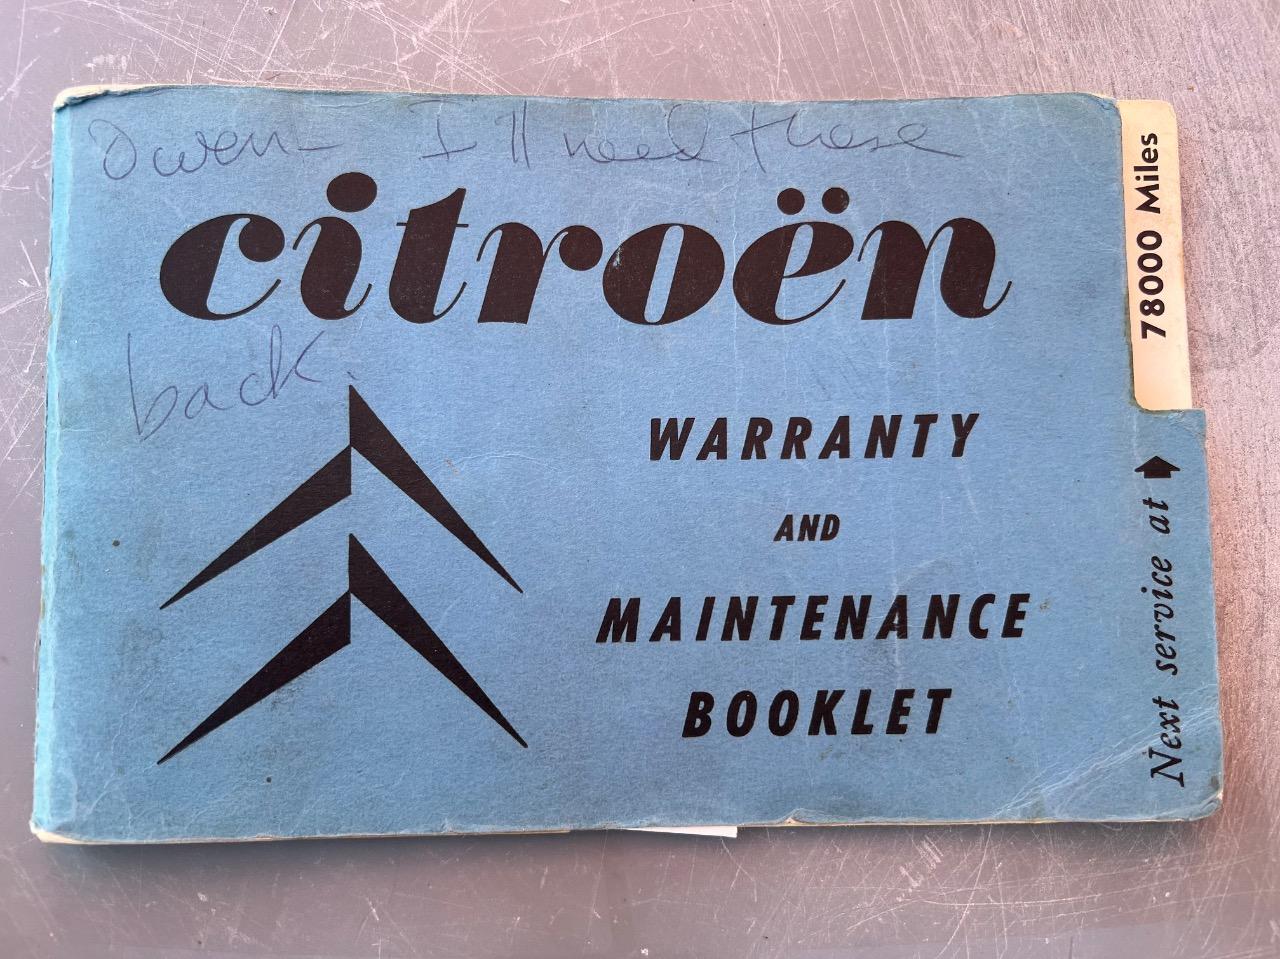 Owen- I'll need these
citroën
back.
WARRANTY
AND
MAINTENANCE
BOOKLET
78000 Miles
Next service at